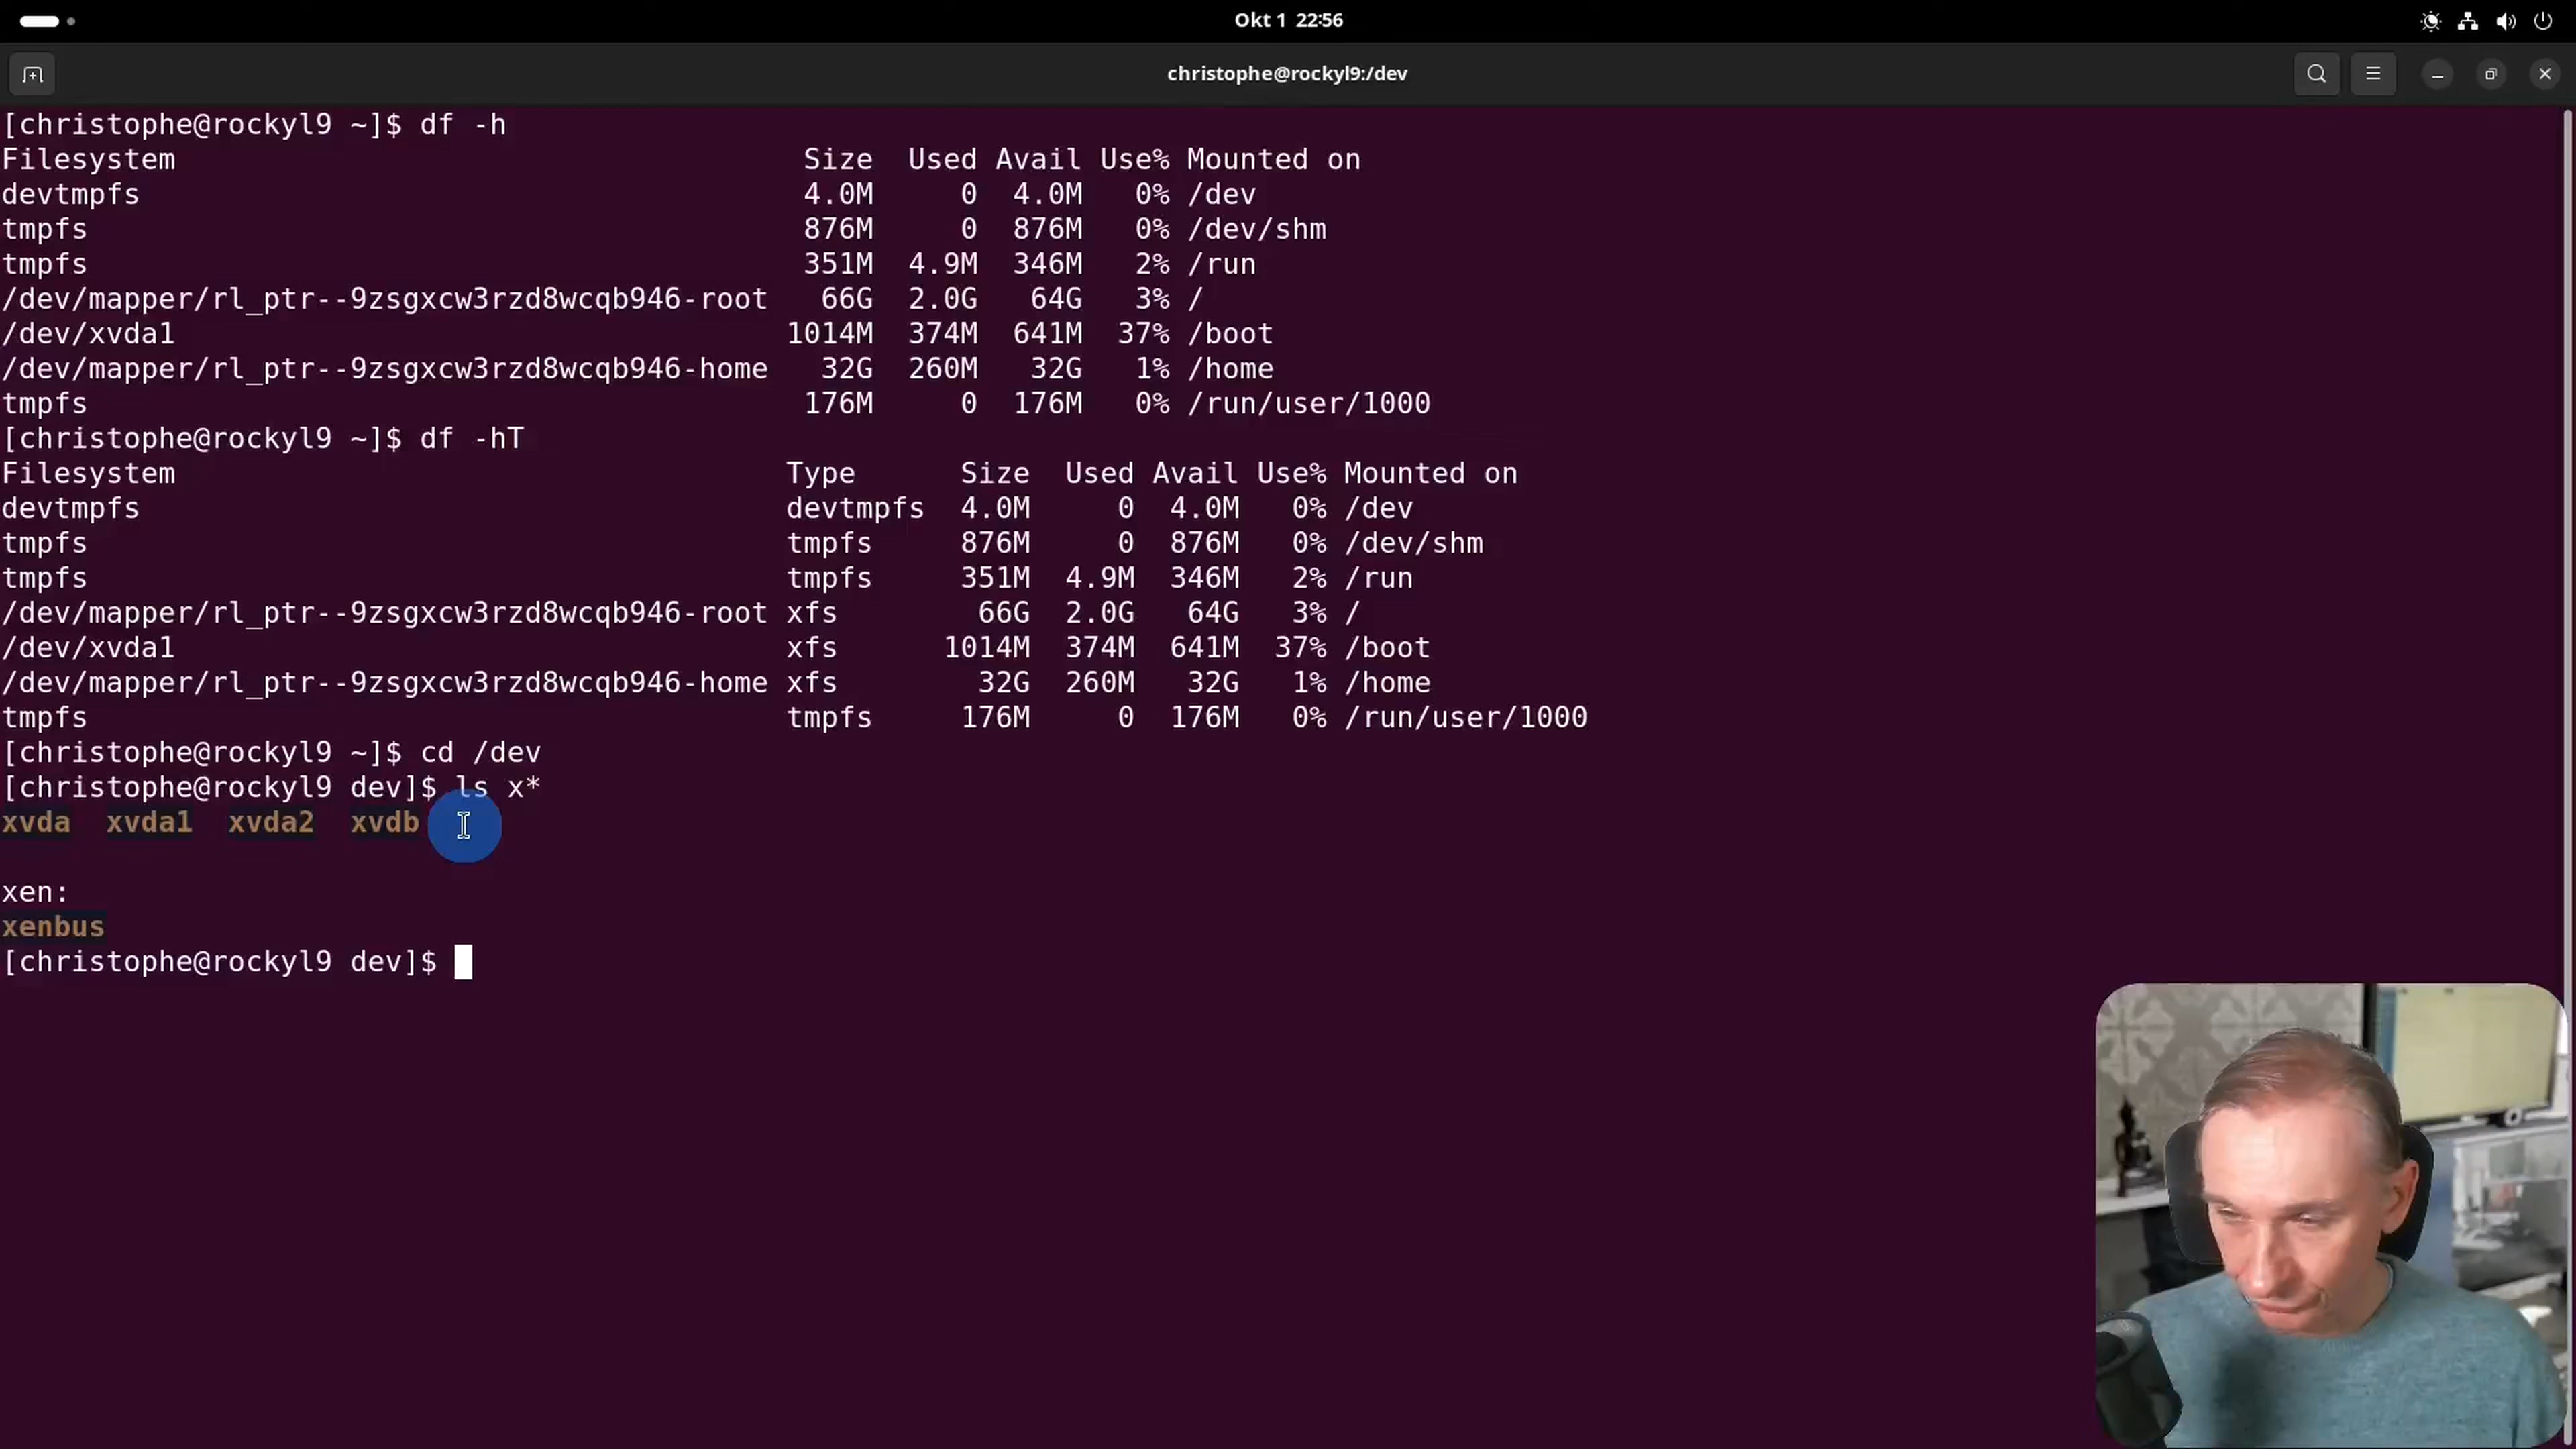 Okt 1 22:56
christophe@rockyl9:/dev
[christophe@rockyl9 ~]$ df -h
Filesystem Size Used Avail Use% Mounted on
devtmpfs 4.0M 0 4.0M 0% /dev
tmpfs 876M 0 876M 0% /dev/shm
tmpfs 351M 4.9M 346M 2% /run
/dev/mapper/rl_ptr--9zsgxcw3rzd8wcqb946-root 66G 2.0G 64G 3% /
/dev/xvda1 1014M 374M 641M 37% /boot
/dev/mapper/rl_ptr--9zsgxcw3rzd8wcqb946-home 32G 260M 32G 1% /home
tmpfs 176M 0 176M 0% /run/user/1000
[christophe@rockyl9 ~]$ df -hT
Filesystem Type Size Used Avail Use% Mounted on
devtmpfs devtmpfs 4.0M 0 4.0M 0% /dev
tmpfs tmpfs 876M 0 876M 0% /dev/shm
tmpfs tmpfs 351M 4.9M 346M 2% /run
/dev/mapper/rl_ptr--9zsgxcw3rzd8wcqb946-root xfs 66G 2.0G 64G 3% /
/dev/xvda1 xfs 1014M 374M 641M 37% /boot
/dev/mapper/rl_ptr--9zsgxcw3rzd8wcqb946-home xfs 32G 260M 32G 1% /home
tmpfs tmpfs 176M 0 176M 0% /run/user/1000
[christophe@rockyl9 ~]$ cd /dev
[christophe@rockyl9 dev]$ ls x*
xvda xvda1 xvda2 xvdb
xen:
xenbus
[christophe@rockyl9 dev]$